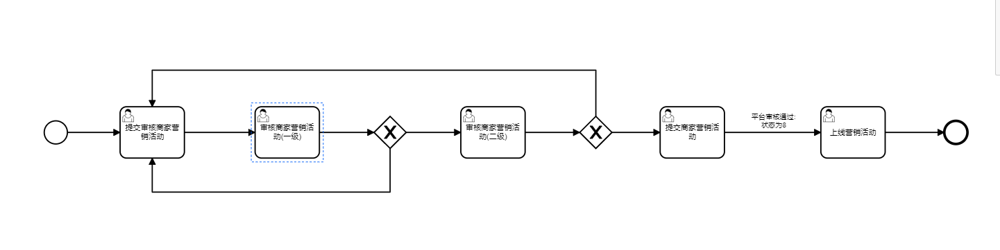 提交审核商家营
销活动
审核商家营销活
动(一级)
审核商家营销活
动(二级)
提交商家营销活
动
平台审核通过:
状态为8
上线营销活动